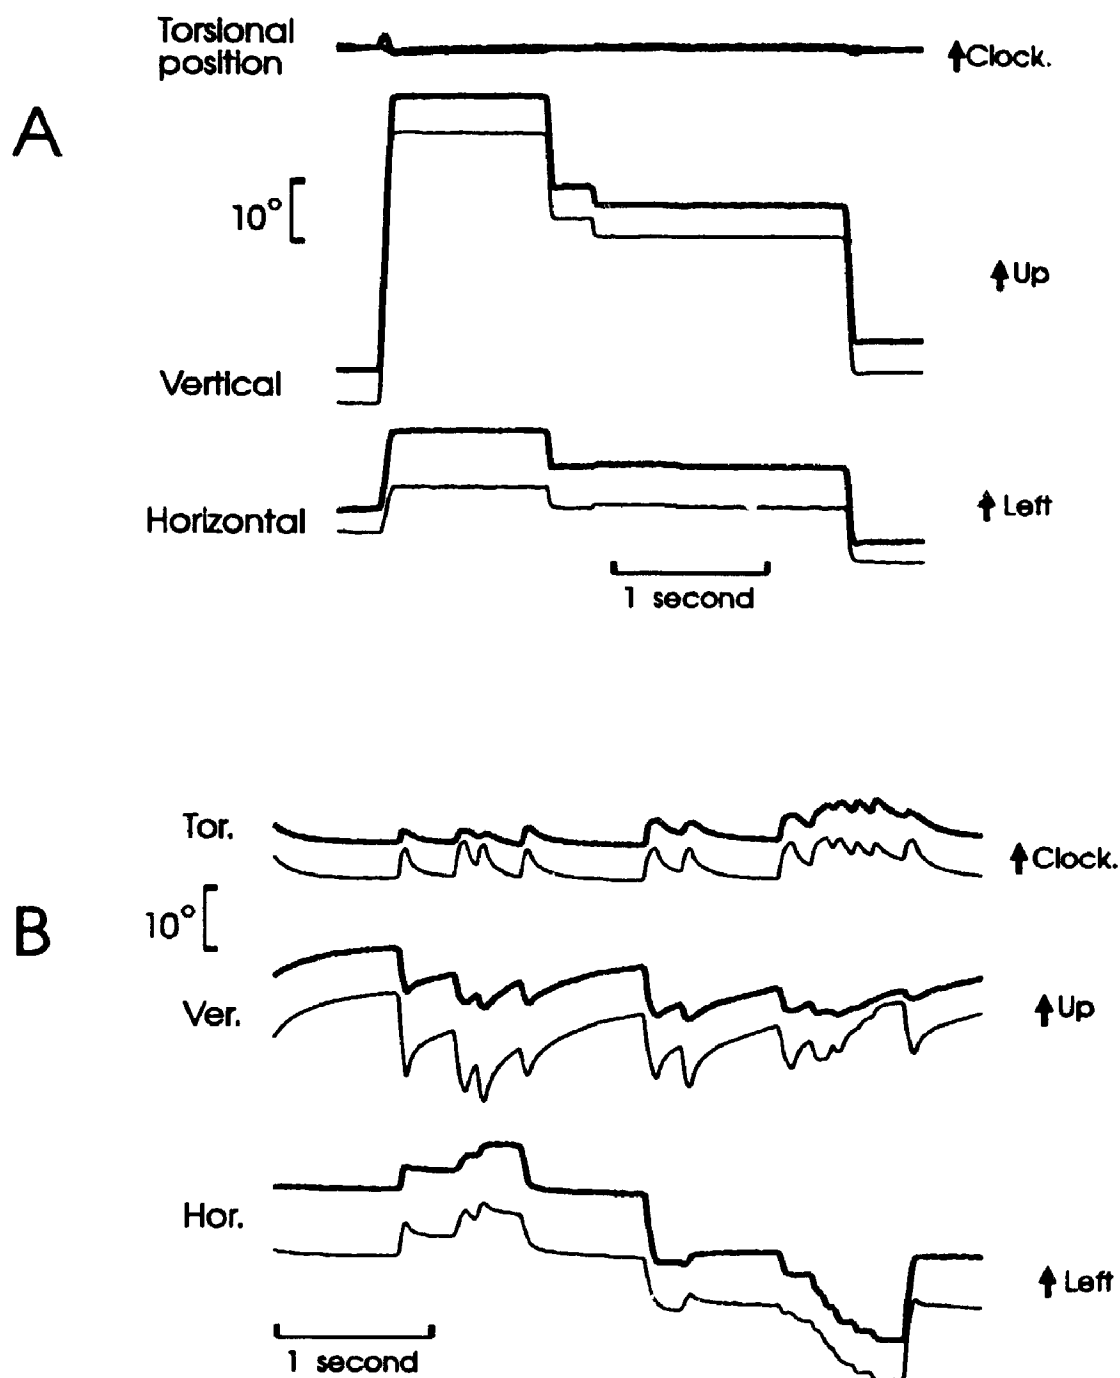 Torsional
position
Clock.
A
10°
Up
Vertical
Horizontal
Left
1 second
Tor.
Clock.
10°
B
Ver.
Up
Hor.
Left
1 second